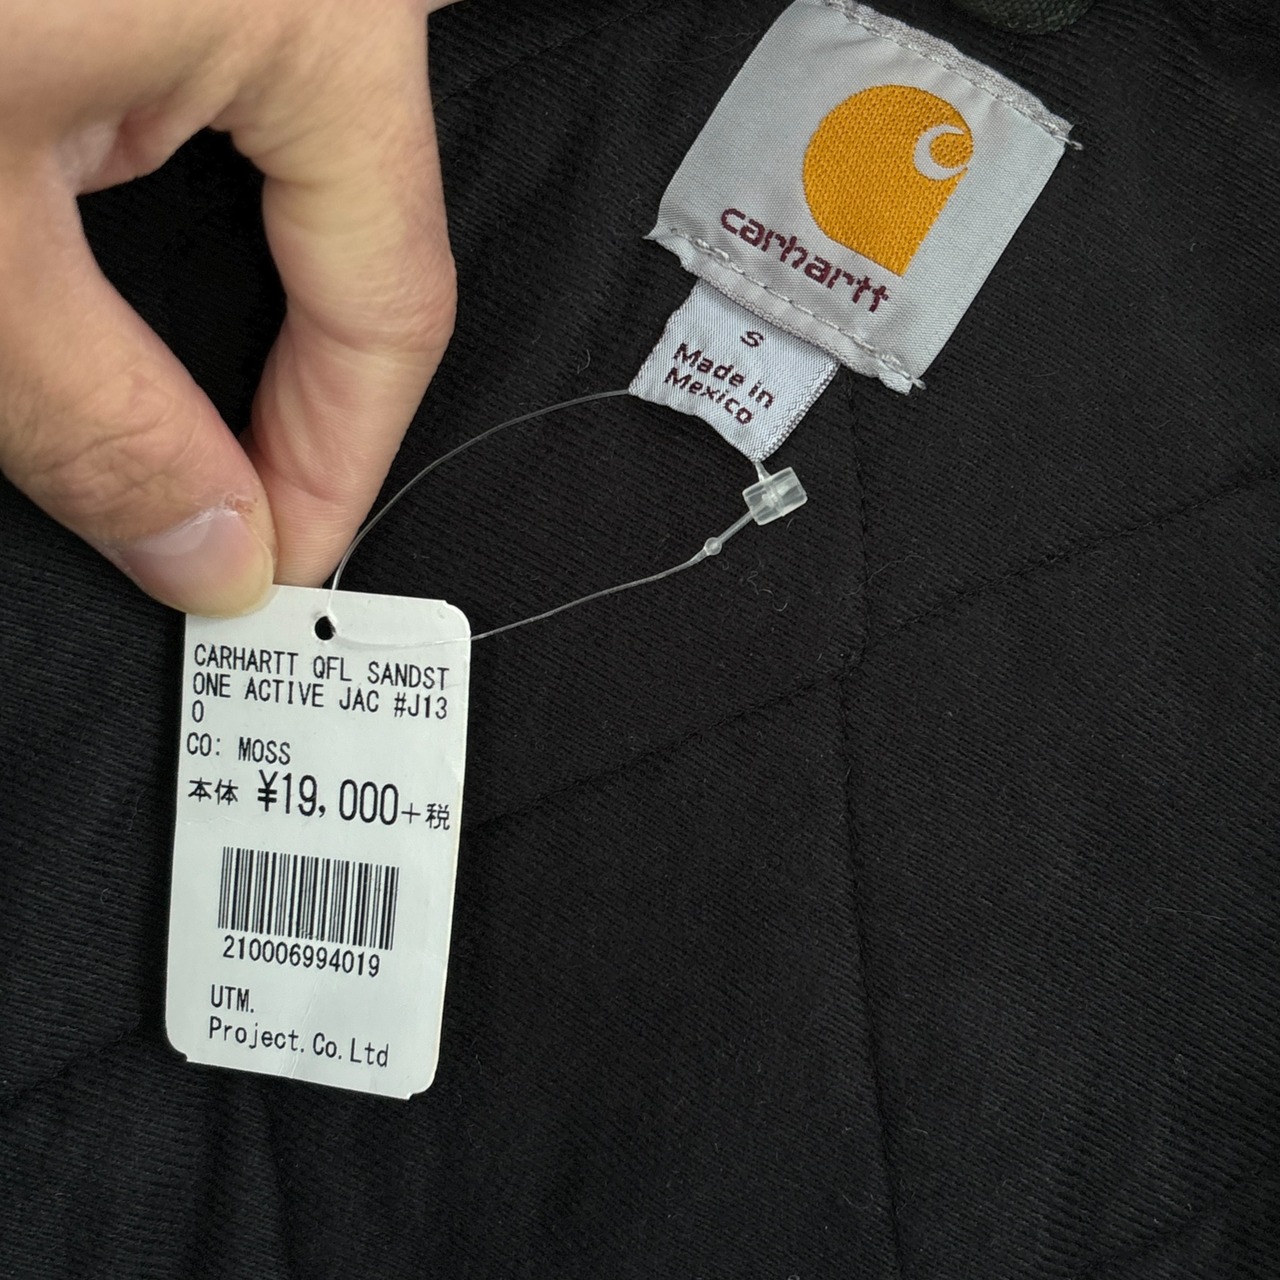 carhartt
S
Made in
Mexico
CARHARTT QFL SANDST
ONE ACTIVE JAC #J13
0
CO: MOSS
本体 ¥19,000+税
210006994019
UTM.
Project.Co.Ltd